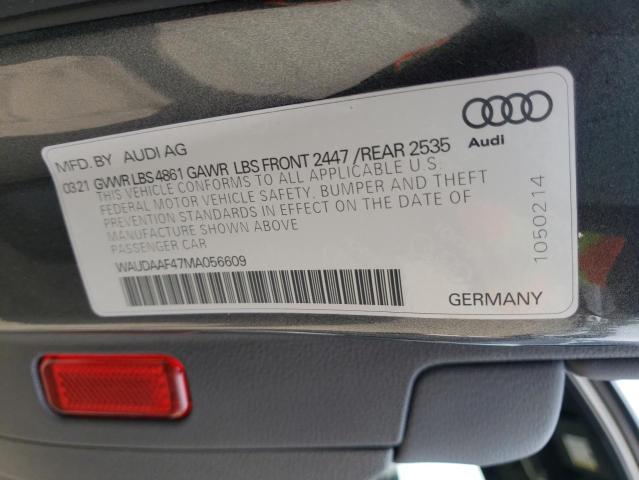 MFD. BY AUDI AG
03.21 GVWR LBS 4861 GAWR LBS FRONT 2447 /REAR 2535
THIS VEHICLE CONFORMS TO ALL APPLICABLE U.S.
FEDERAL MOTOR VEHICLE SAFETY, BUMPER AND THEFT
PREVENTION STANDARDS IN EFFECT ON THE DATE OF
MANUFACTURE SHOWN ABOVE
PASSENGER CAR
WAUDAAF47MA056609
GERMANY
Audi
1050214